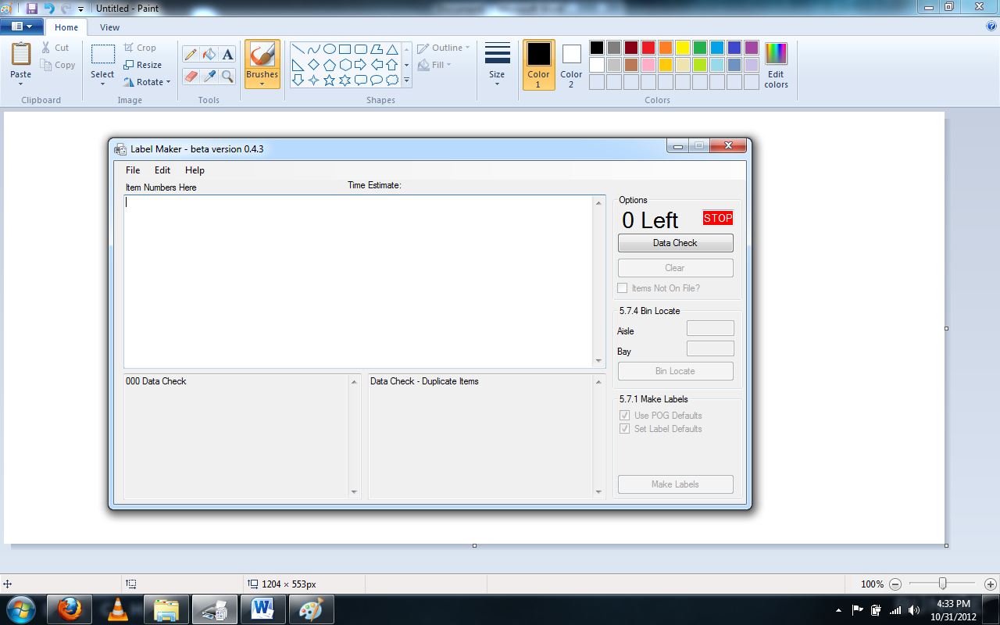 Untitled - Paint
Home
View
Paste
Cut
Copy
Clipboard
Select
Crop
Resize
Rotate
Image
Tools
Brushes
Shapes
Outline
Fill
Size
Color 1
Color 2
Edit colors
Colors
Label Maker - beta version 0.4.3
File Edit Help
Item Numbers Here
Time Estimate:
Options
0 Left
STOP
Data Check
Clear
Items Not On File?
5.7.4 Bin Locate
Aisle
Bay
Bin Locate
000 Data Check
Data Check - Duplicate Items
5.7.1 Make Labels
Use POG Defaults
Set Label Defaults
Make Labels
1204 × 553px
100%
4:33 PM
10/31/2012